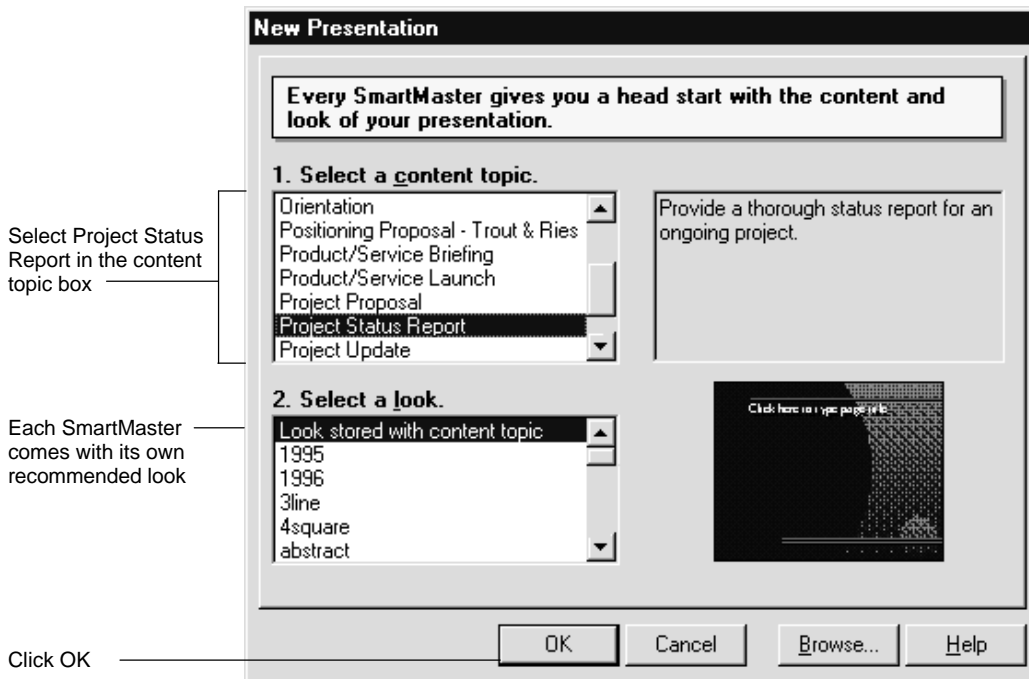 New Presentation
Every SmartMaster gives you a head start with the content and
look of your presentation.
1. Select a content topic.
Select Project Status
Report in the content
topic box
Orientation
Positioning Proposal - Trout & Ries
Product/Service Briefing
Product/Service Launch
Project Proposal
Project Status Report
Project Update
Provide a thorough status report for an
ongoing project.
2. Select a look.
Each SmartMaster
comes with its own
recommended look
Look stored with content topic
1995
1996
3line
4square
abstract
Click here to type page title
Click OK
OK
Cancel
Browse...
Help